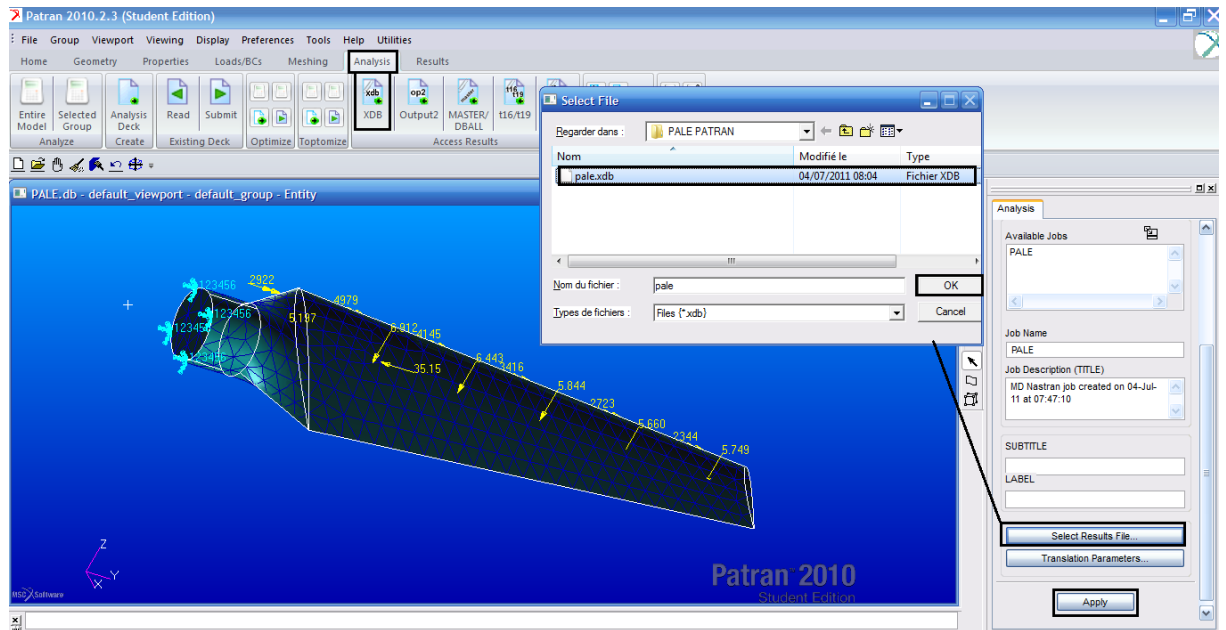 Patran 2010.2.3 (Student Edition)
File Group Viewport Viewing Display Preferences Tools Help Utilities
Home Geometry Properties Loads/BCs Meshing Analysis Results
Entire Model
Selected Group
Analysis Deck
Read
Submit
xdb
XDB
op2
Output2
MASTER/ DBALL
t16 t19
t16/t19
Analyze Create Existing Deck Optimize Toptomize Access Results
PALE.db - default_viewport - default_group - Entity
Select File
Regarder dans : PALE PATRAN
Nom Modifié le Type
pale.xdb 04/07/2011 08:04 Fichier XDB
Nom du fichier : pale OK
Types de fichiers : Files (*.xdb) Cancel
123456
2922
123456
5.197
4979
6.912
4145
35.15
6.443
3416
5.844
2723
5.660
2344
5.749
Z
Y
X
MSC Software
Patran 2010
Student Edition
Analysis
Available Jobs
PALE
Job Name
PALE
Job Description (TITLE)
MD Nastran job created on 04-Jul-
11 at 07:47:10
SUBTITLE
LABEL
Select Results File...
Translation Parameters...
Apply